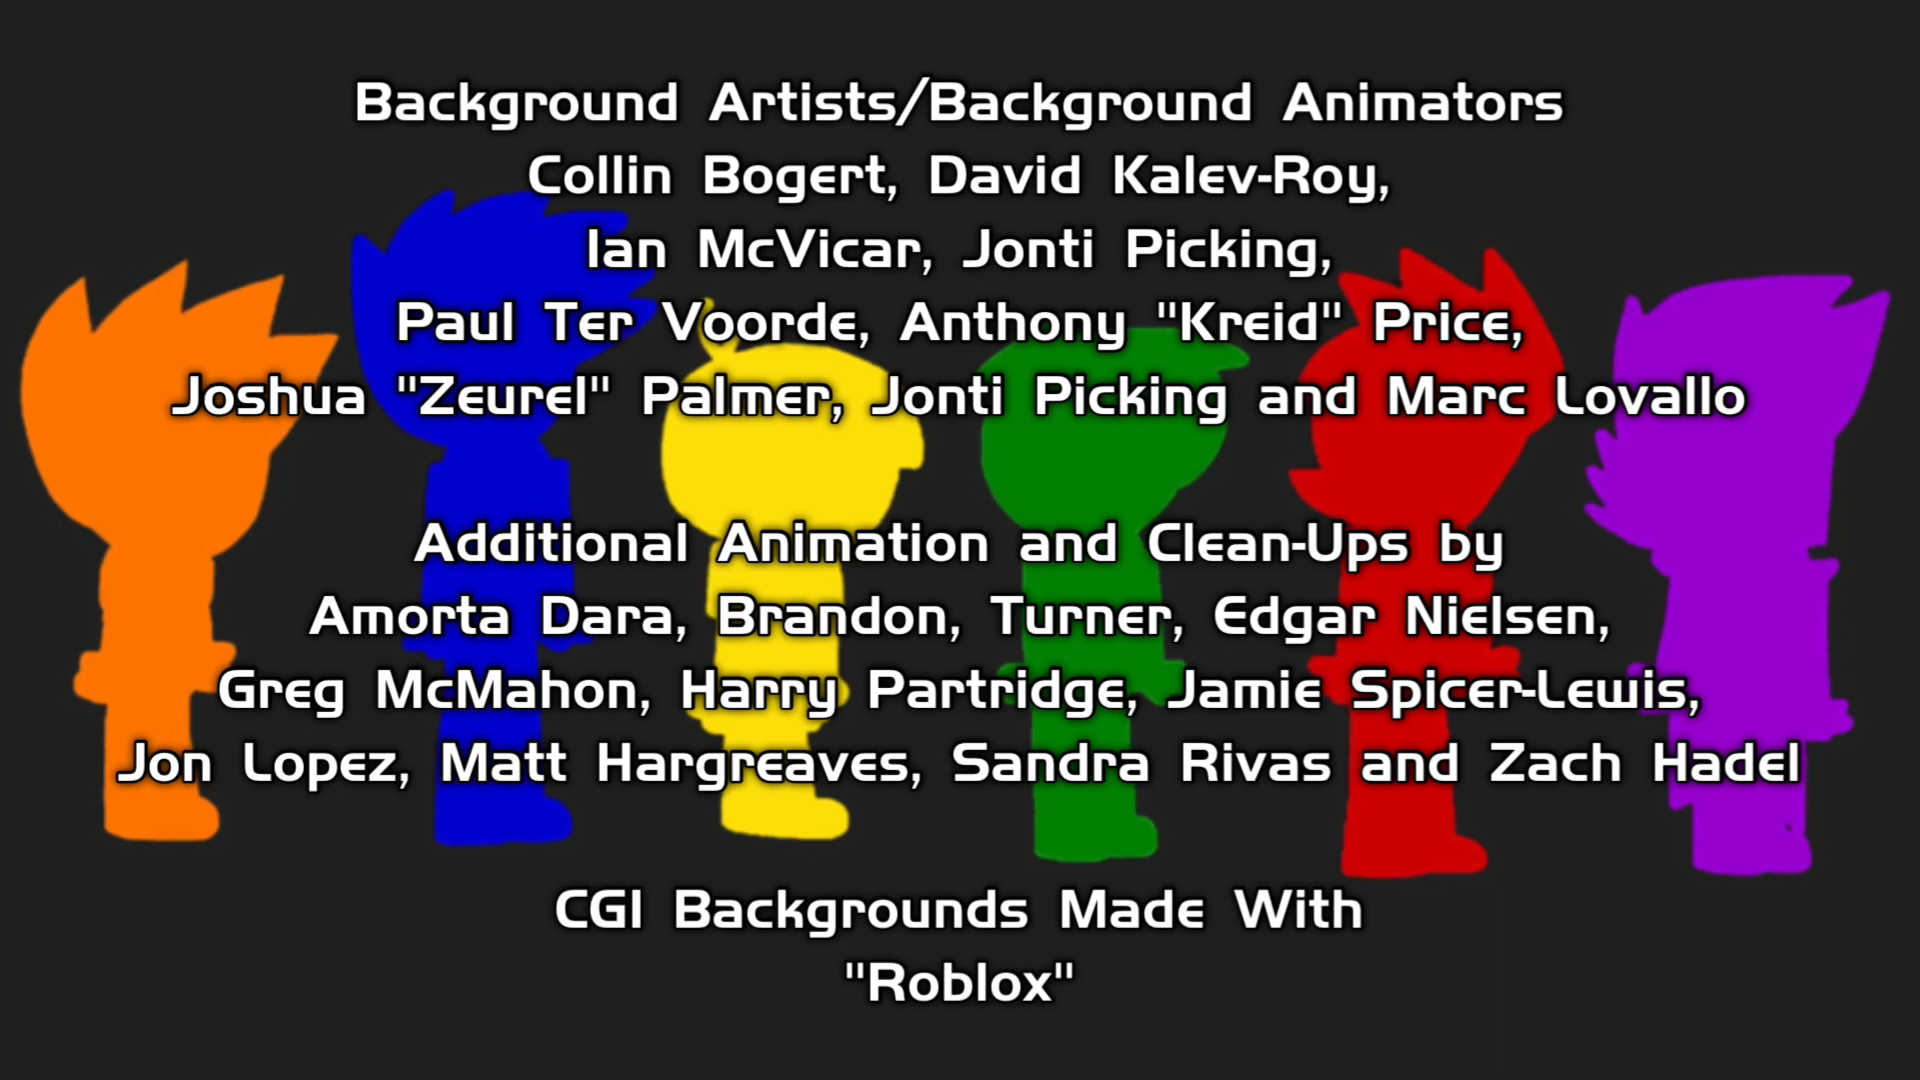 Background Artists/Background Animators
Collin Bogert, David Kalev-Roy,
Ian McVicar, Jonti Picking,
Paul Ter Voorde, Anthony "Kreid" Price,
Joshua "Zeurel" Palmer, Jonti Picking and Marc Lovallo
Additional Animation and Clean-Ups by
Amorta Dara, Brandon, Turner, Edgar Nielsen,
Greg McMahon, Harry Partridge, Jamie Spicer-Lewis,
Jon Lopez, Matt Hargreaves, Sandra Rivas and Zach Hadel
CGI Backgrounds Made With
"Roblox"